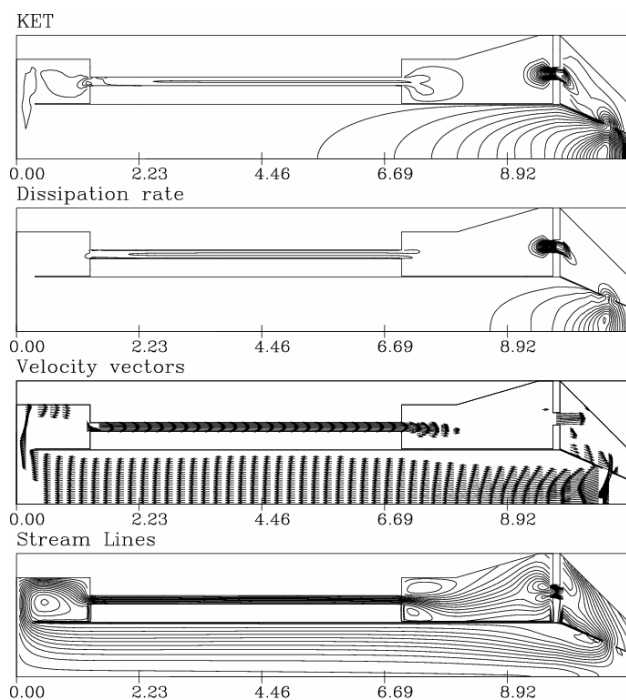 KET
0.00 2.23 4.46 6.69 8.92
Dissipation rate
0.00 2.23 4.46 6.69 8.92
Velocity vectors
0.00 2.23 4.46 6.69 8.92
Stream Lines
0.00 2.23 4.46 6.69 8.92